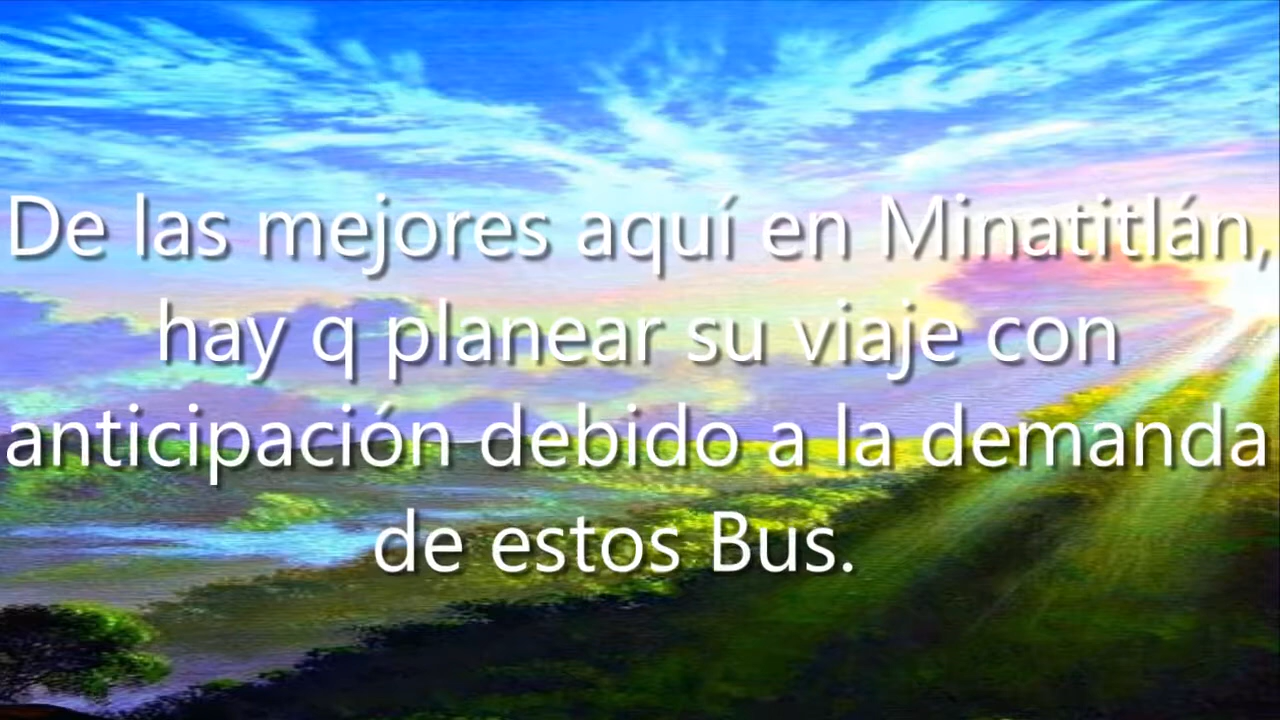 De las mejores aquí en Minatitlán,
hay q planear su viaje con
anticipación debido a la demanda
de estos Bus.